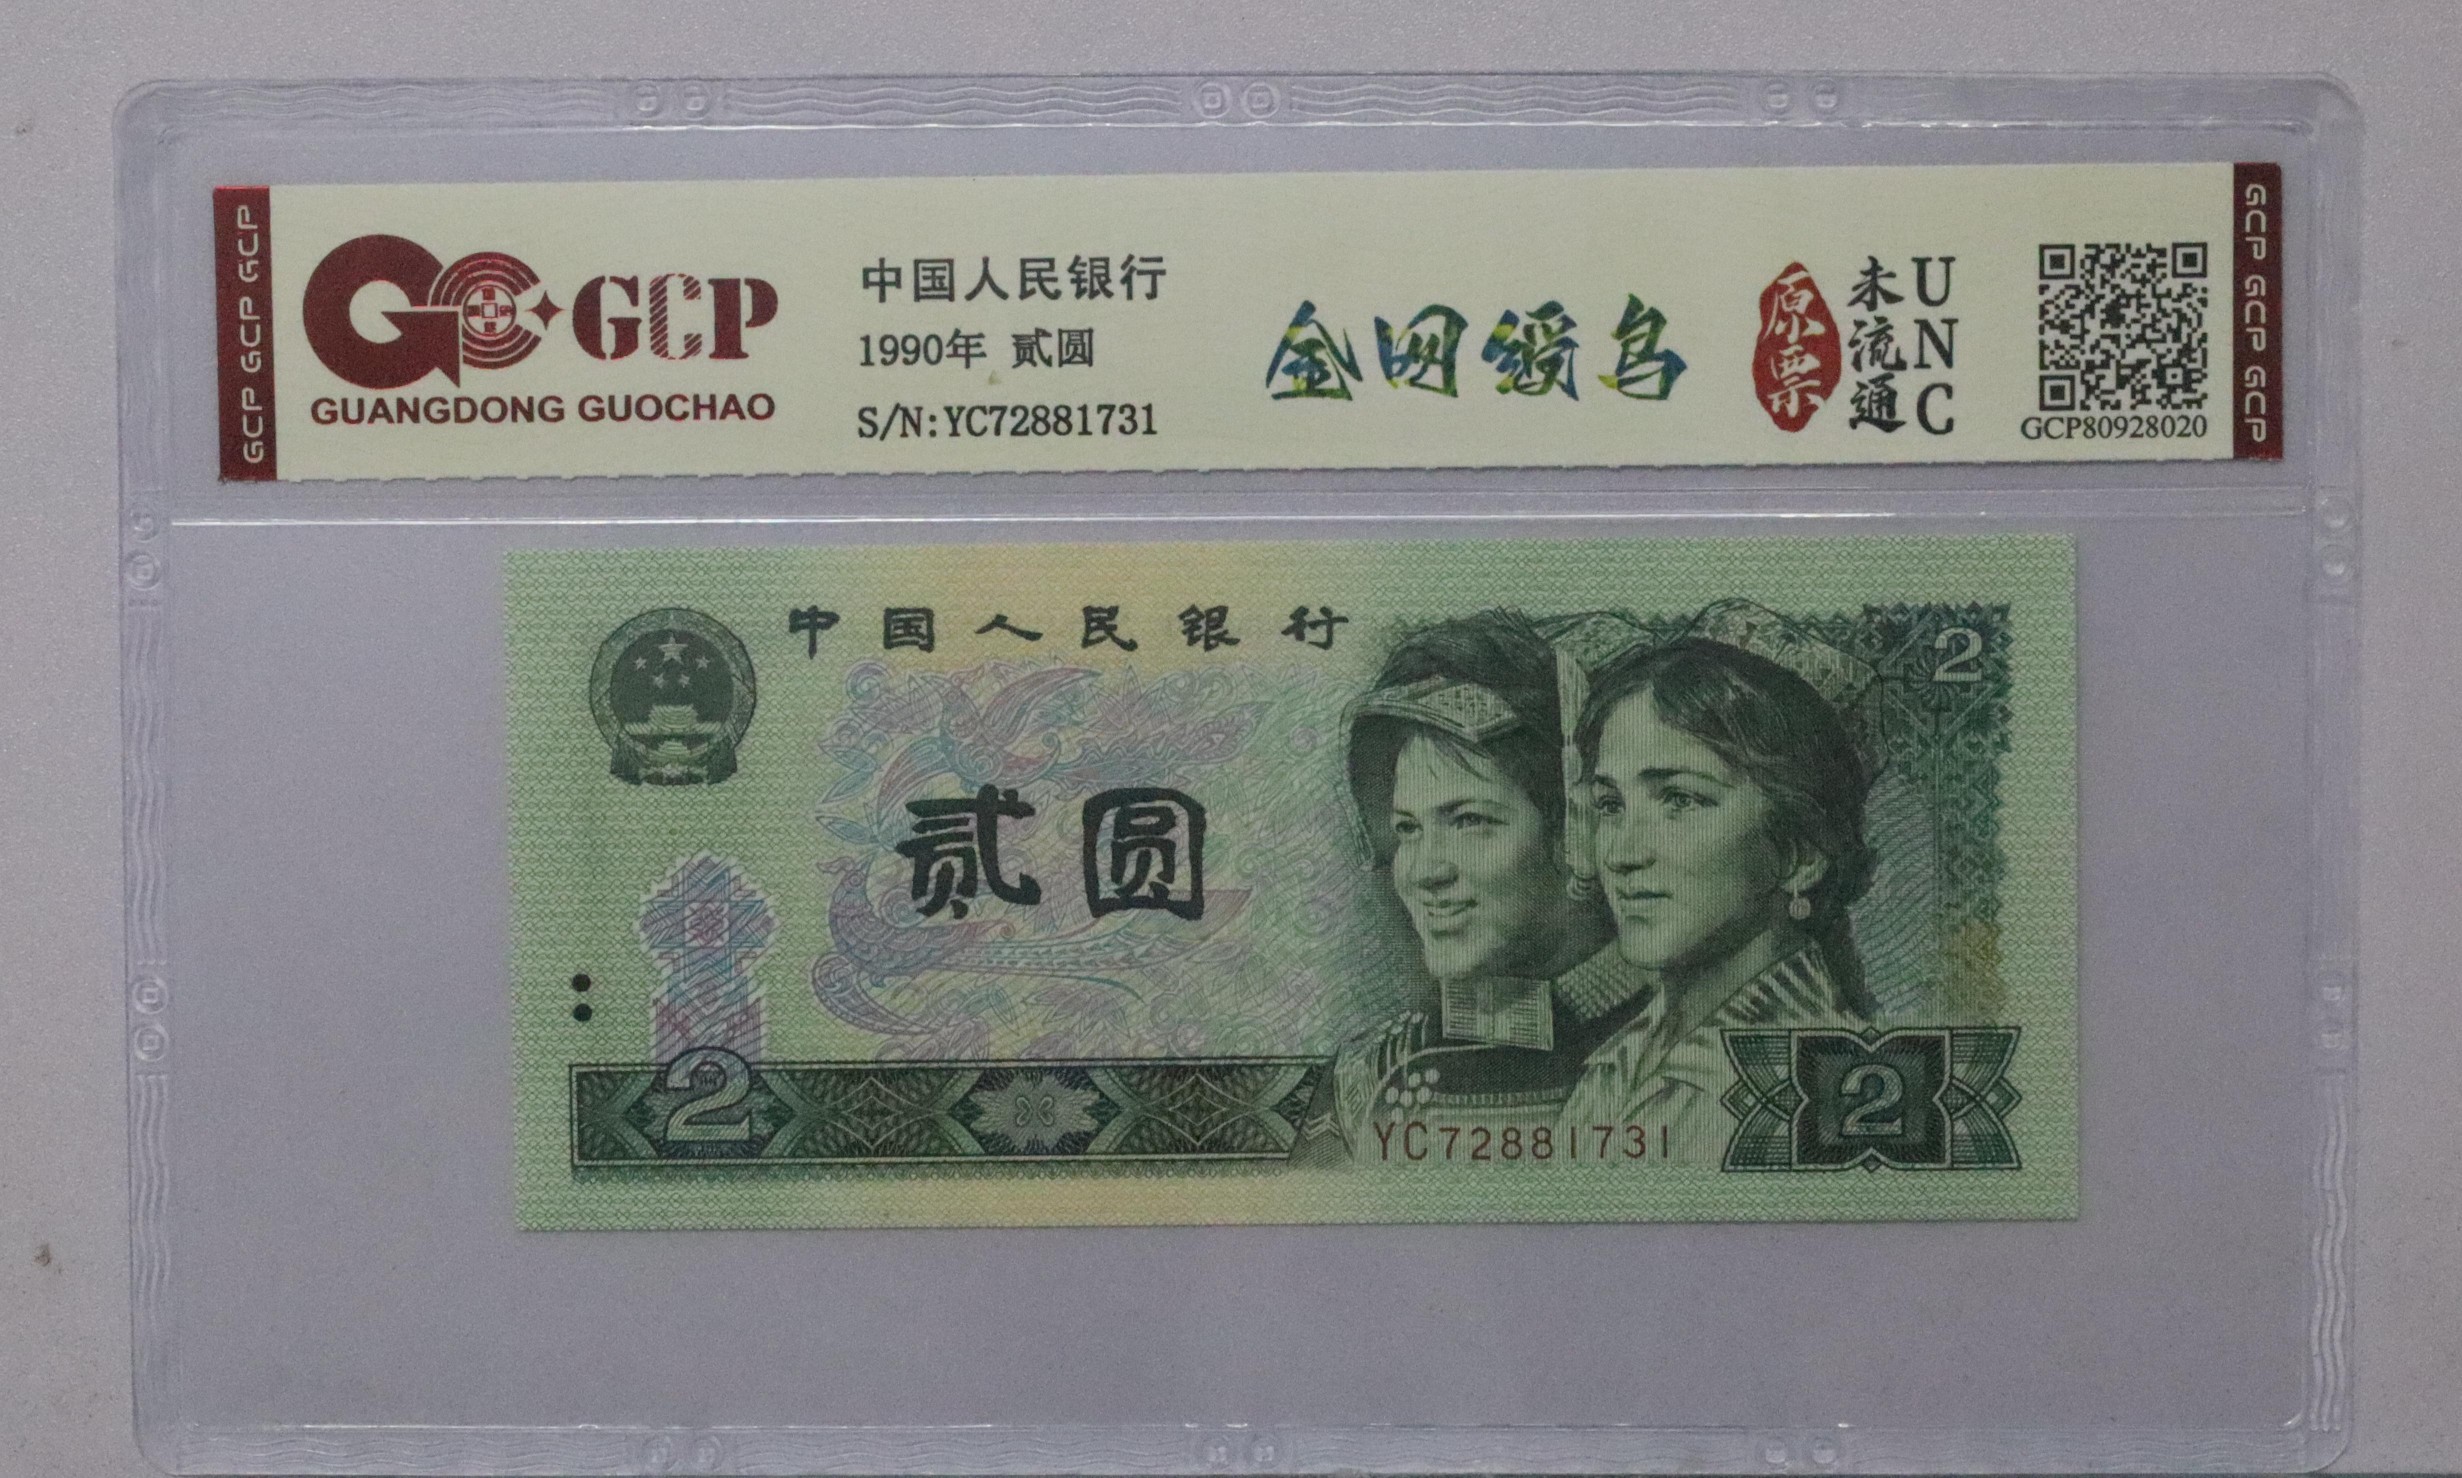 GCP GCP GCP
GCP
GUANGDONG GUOCHAO
中国人民银行
1990年 贰圆
S/N:YC72881731
金网绶鸟
原票
未流通
UNC
GCP80928020
GCP GCP GCP
中国人民银行
2
贰圆
2
YC72881731
2